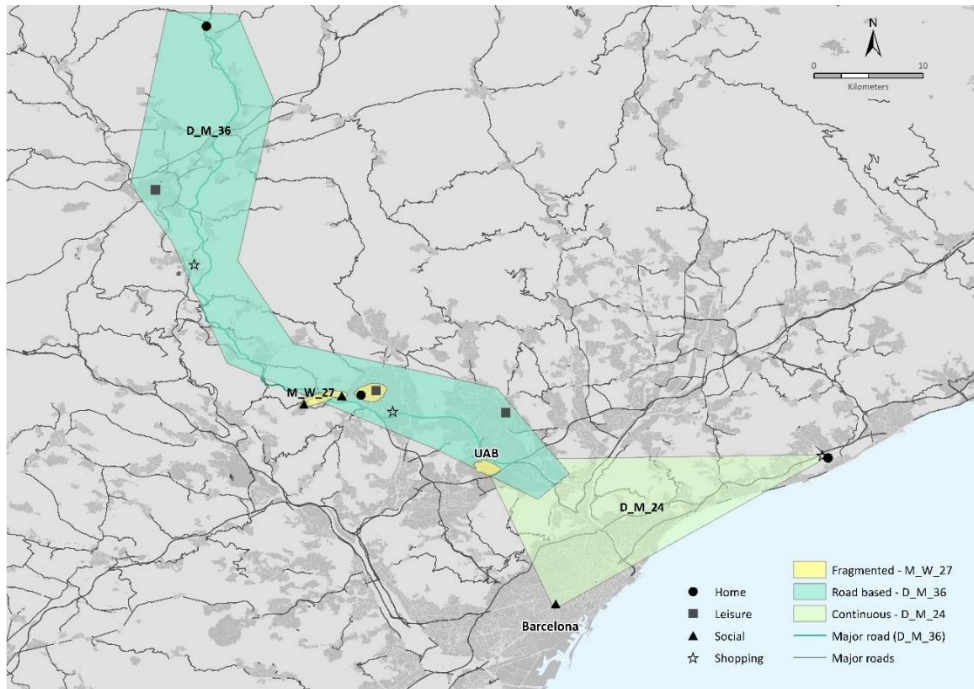 N
0
10
Kilometers
D_M_36
M_W_27
UAB
D_M_24
Barcelona
Home
Leisure
Social
Shopping
Fragmented - M_W_27
Road based - D_M_36
Continuous - D_M_24
Major road (D_M_36)
Major roads